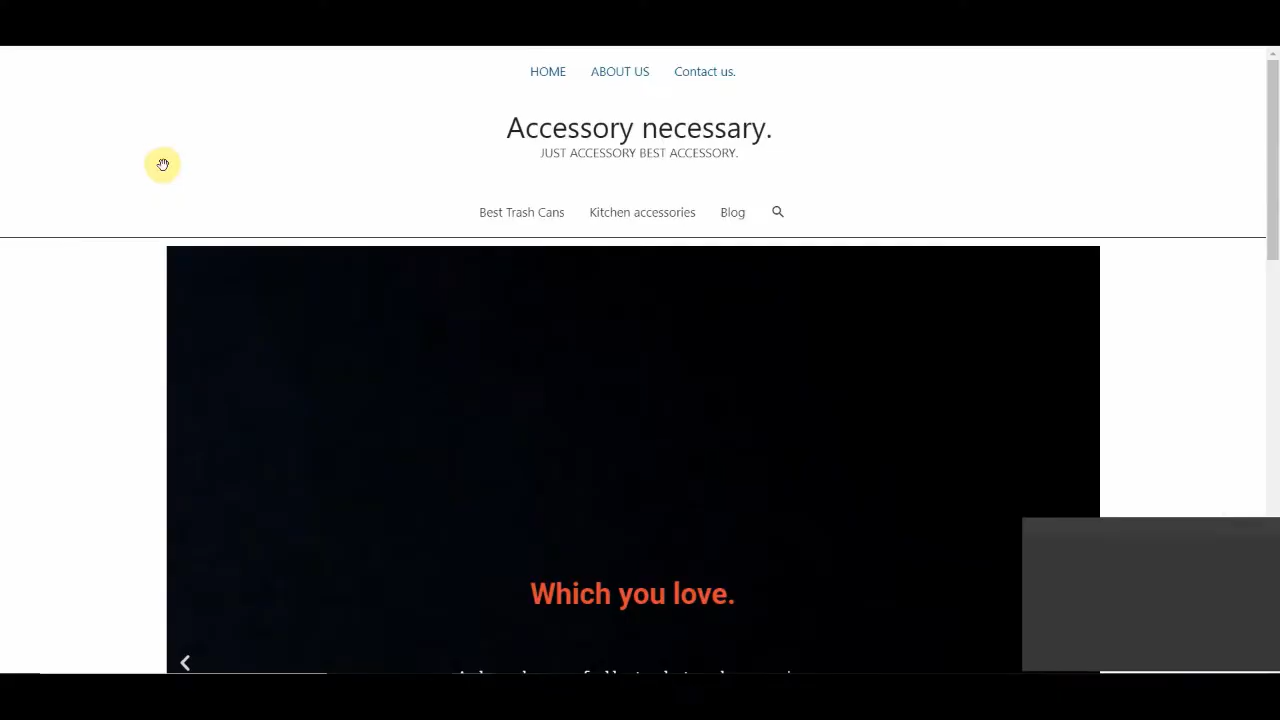 HOME ABOUT US Contact us.
Accessory necessary.
JUST ACCESSORY BEST ACCESSORY.
Best Trash Cans Kitchen accessories Blog
Which you love.